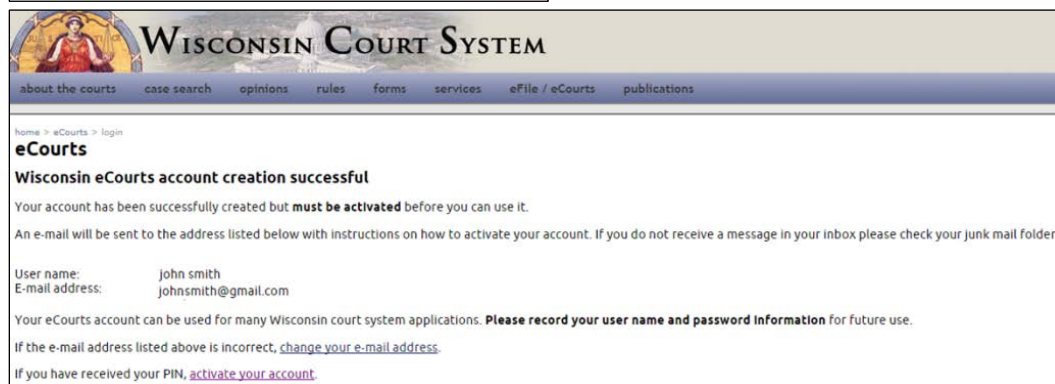 WISCONSIN COURT SYSTEM
about the courts case search opinions rules forms services eFile / eCourts publications
home > eCourts > login
eCourts
Wisconsin eCourts account creation successful
Your account has been successfully created but must be activated before you can use it.
An e-mail will be sent to the address listed below with instructions on how to activate your account. If you do not receive a message in your inbox please check your junk mail folder
User name: john smith
E-mail address: johnsmith@gmail.com
Your eCourts account can be used for many Wisconsin court system applications. Please record your user name and password information for future use.
If the e-mail address listed above is incorrect, change your e-mail address.
If you have received your PIN, activate your account.